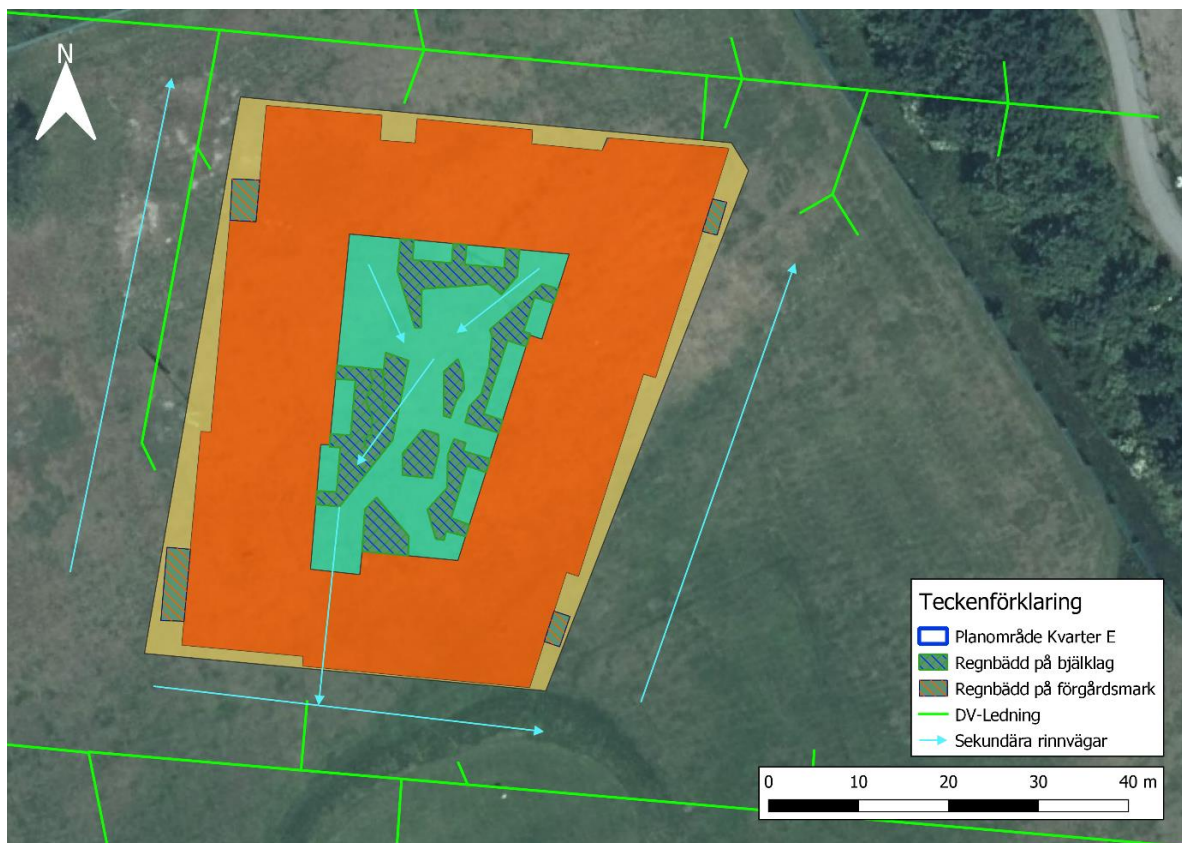 N
Teckenförklaring
Planområde Kvarter E
Regnbädd på bjälklag
Regnbädd på förgårdsmark
DV-Ledning
Sekundära rinnvägar
0 10 20 30 40 m